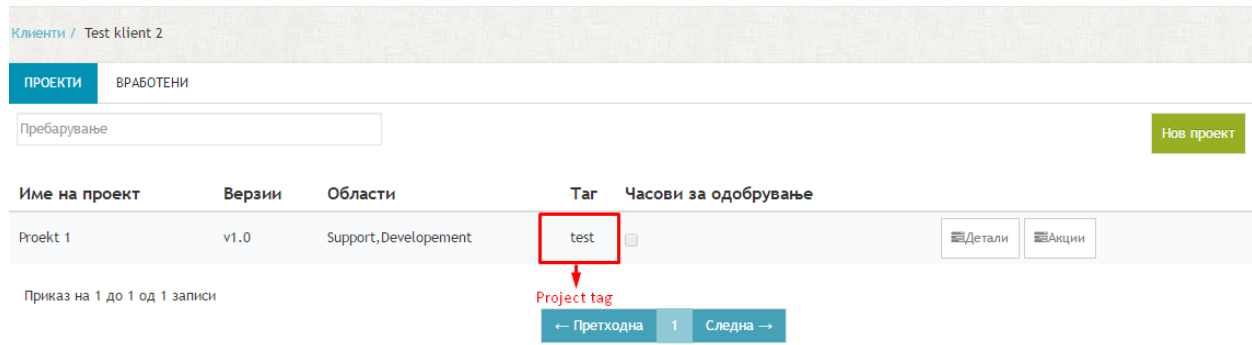 Клиенти / Test klient 2
ПРОЕКТИ ВРАБОТЕНИ
Пребарување
Нов проект
Име на проект Верзии Области Таг Часови за одобрување
Proekt 1 v1.0 Support,Developement test Детали Акции
Приказ на 1 до 1 од 1 записи
Project tag
← Претходна 1 Следна →